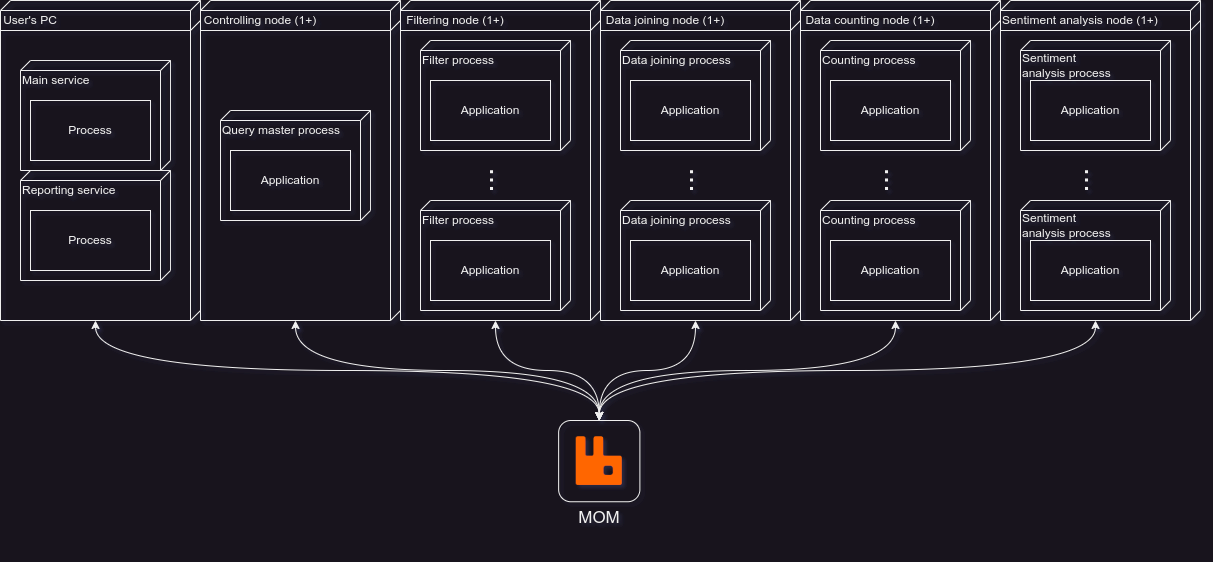 User's PC
Main service
Process
Reporting service
Process
Controlling node (1+)
Query master process
Application
Filtering node (1+)
Filter process
Application
Filter process
Application
Data joining node (1+)
Data joining process
Application
Data joining process
Application
Data counting node (1+)
Counting process
Application
Counting process
Application
Sentiment analysis node (1+)
Sentiment
analysis process
Application
Sentiment
analysis process
Application
MOM